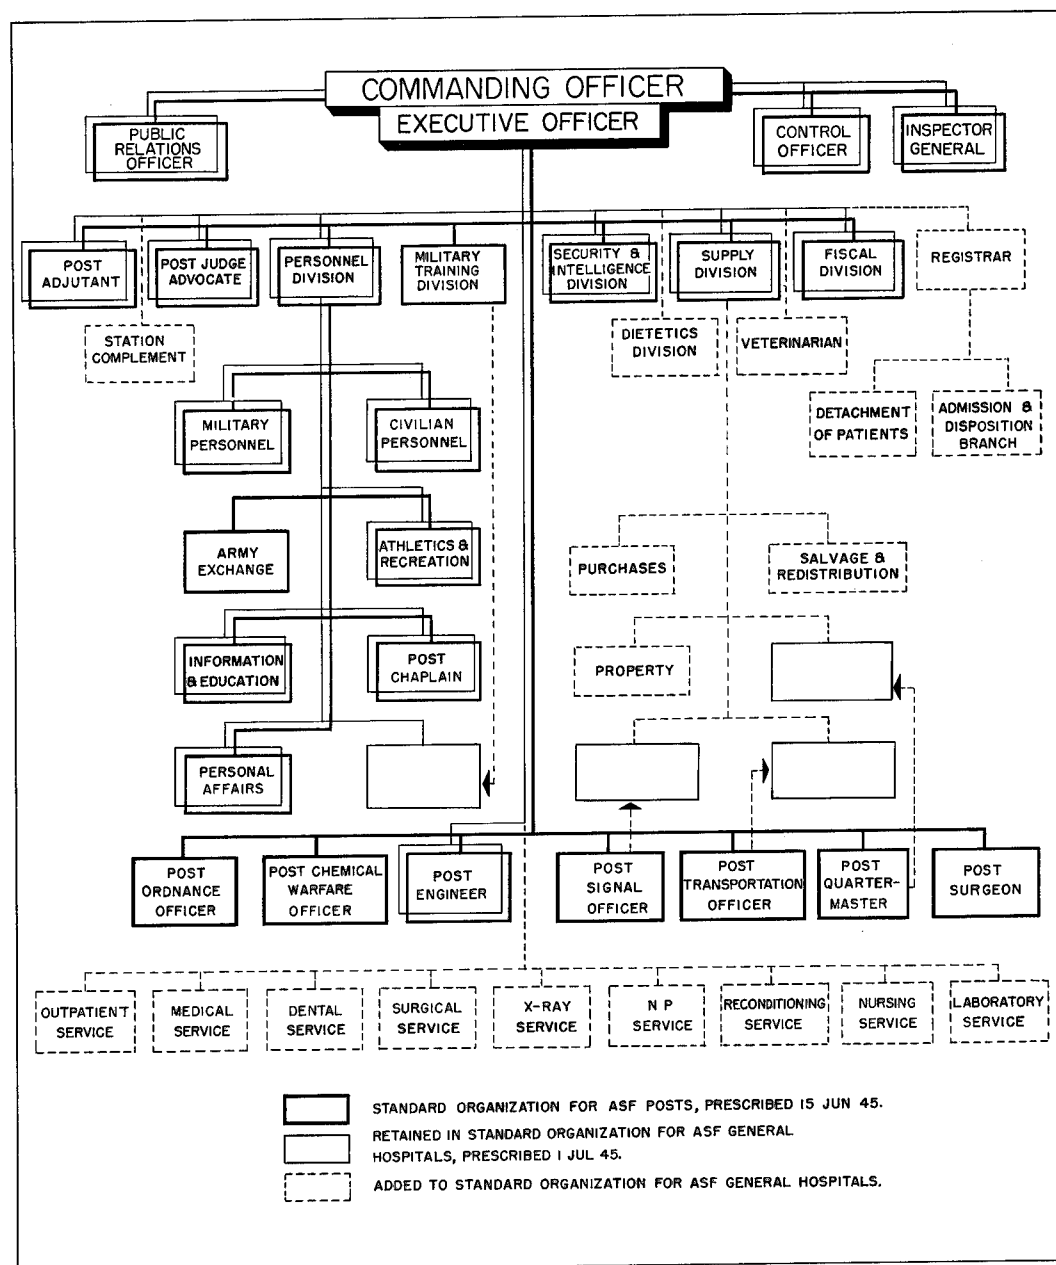 COMMANDING OFFICER
EXECUTIVE OFFICER
PUBLIC
RELATIONS
OFFICER
CONTROL
OFFICER
INSPECTOR
GENERAL
POST
ADJUTANT
POST JUDGE
ADVOCATE
PERSONNEL
DIVISION
MILITARY
TRAINING
DIVISION
SECURITY &
INTELLIGENCE
DIVISION
SUPPLY
DIVISION
FISCAL
DIVISION
REGISTRAR
STATION
COMPLEMENT
DIETETICS
DIVISION
VETERINARIAN
MILITARY
PERSONNEL
CIVILIAN
PERSONNEL
DETACHMENT
OF PATIENTS
ADMISSION &
DISPOSITION
BRANCH
ARMY
EXCHANGE
ATHLETICS &
RECREATION
PURCHASES
SALVAGE &
REDISTRIBUTION
INFORMATION
& EDUCATION
POST
CHAPLAIN
PROPERTY
PERSONAL
AFFAIRS
POST
ORDNANCE
OFFICER
POST CHEMICAL
WARFARE
OFFICER
POST
ENGINEER
POST
SIGNAL
OFFICER
POST
TRANSPORTATION
OFFICER
POST
QUARTER-
MASTER
POST
SURGEON
OUTPATIENT
SERVICE
MEDICAL
SERVICE
DENTAL
SERVICE
SURGICAL
SERVICE
X-RAY
SERVICE
N P
SERVICE
RECONDITIONING
SERVICE
NURSING
SERVICE
LABORATORY
SERVICE
STANDARD ORGANIZATION FOR ASF POSTS, PRESCRIBED 15 JUN 45.
RETAINED IN STANDARD ORGANIZATION FOR ASF GENERAL
HOSPITALS, PRESCRIBED 1 JUL 45.
ADDED TO STANDARD ORGANIZATION FOR ASF GENERAL HOSPITALS.